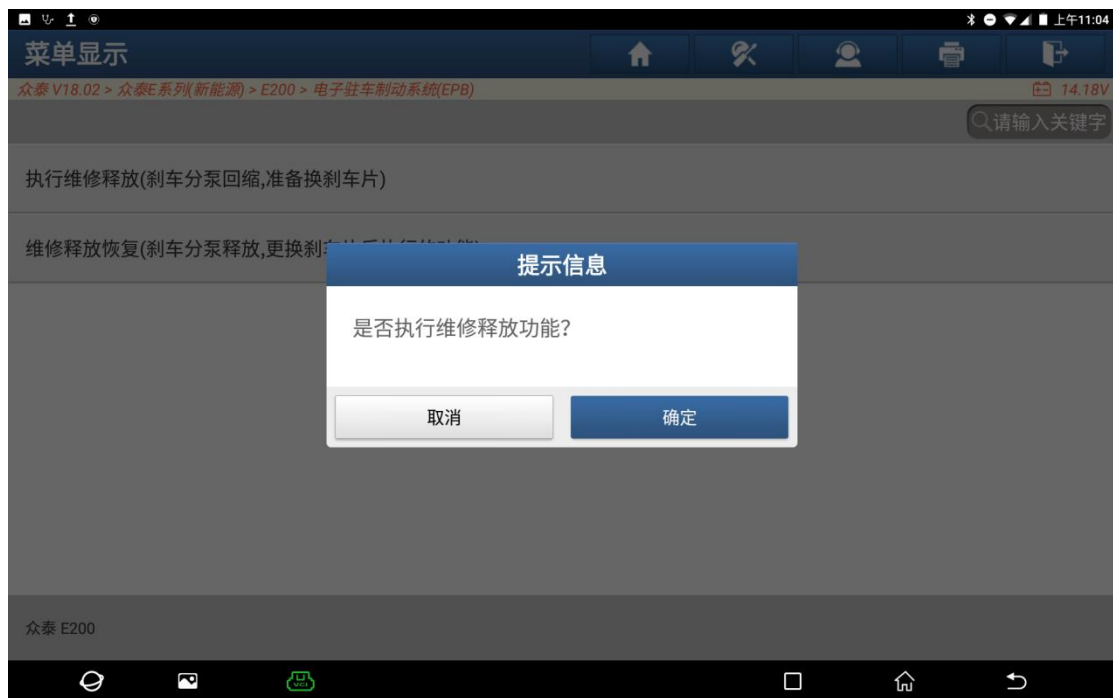 上午11:04
菜单显示
众泰 V18.02 > 众泰E系列(新能源) > E200 > 电子驻车制动系统(EPB)
14.18V
请输入关键字
执行维修释放(刹车分泵回缩,准备换刹车片)
维修释放恢复(刹车分泵释放,更换刹
提示信息
是否执行维修释放功能?
取消
确定
众泰 E200
VCI